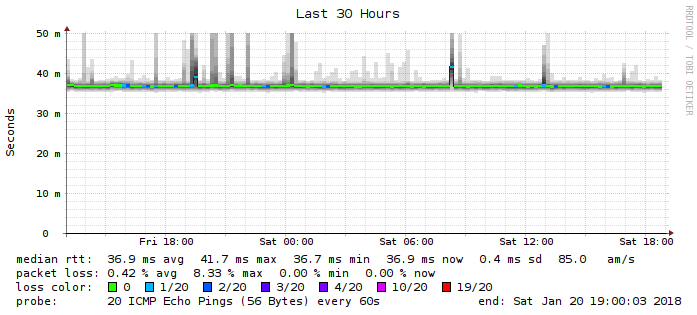 Last 30 Hours
RRDTOOL / TOBI OETIKER
Seconds
50 m
40 m
30 m
20 m
10 m
0
Fri 18:00 Sat 00:00 Sat 06:00 Sat 12:00 Sat 18:00
median rtt: 36.9 ms avg 41.7 ms max 36.7 ms min 36.9 ms now 0.4 ms sd 85.0 am/s
packet loss: 0.42 % avg 8.33 % max 0.00 % min 0.00 % now
loss color: 0 1/20 2/20 3/20 4/20 10/20 19/20
probe: 20 ICMP Echo Pings (56 Bytes) every 60s end: Sat Jan 20 19:00:03 2018